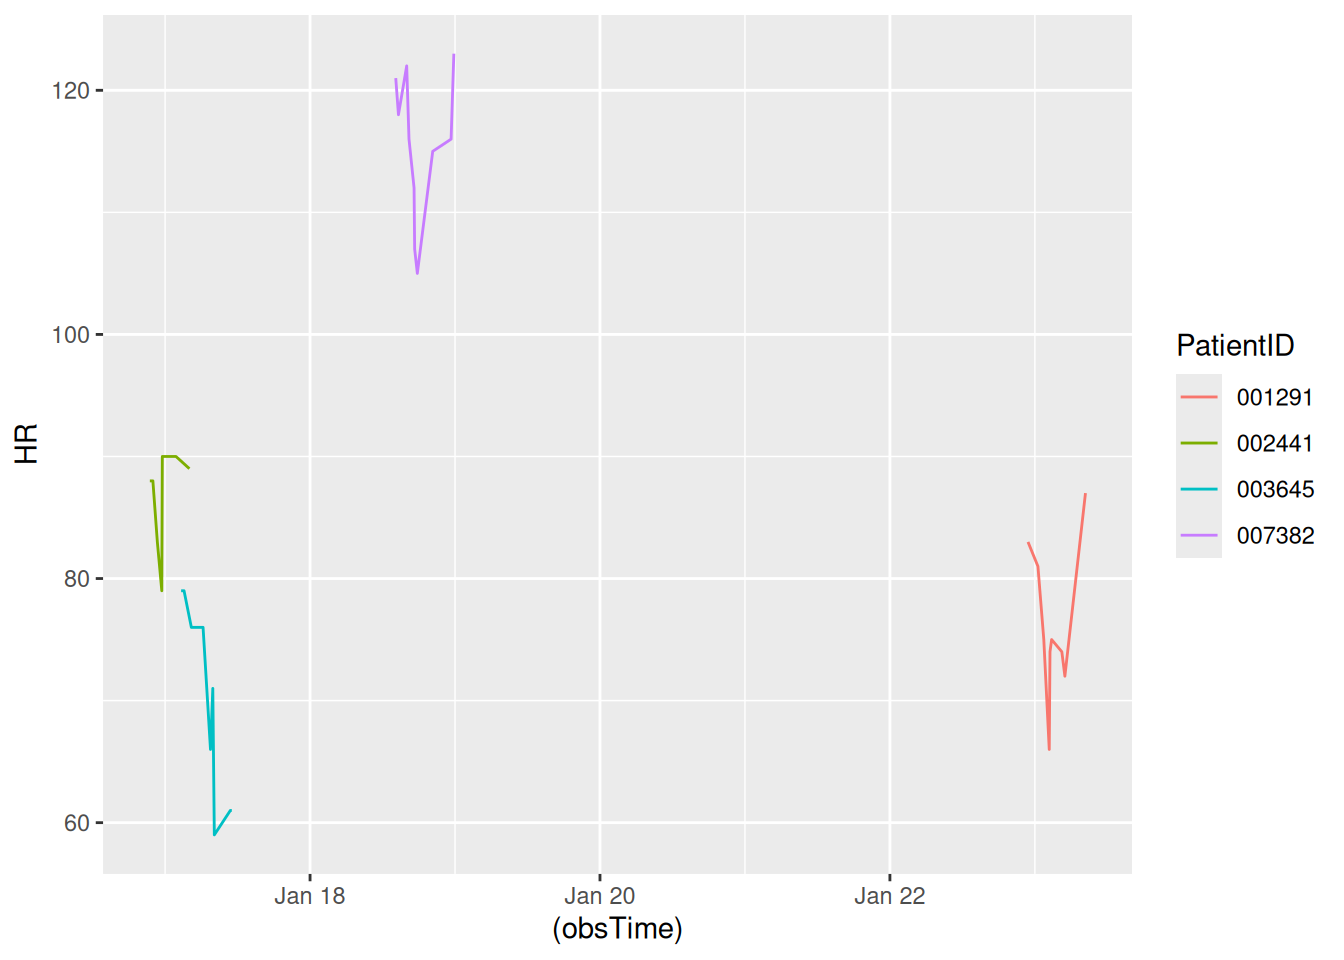 120
100
80
60
HR
Jan 18
Jan 20
Jan 22
(obsTime)
PatientID
001291
002441
003645
007382